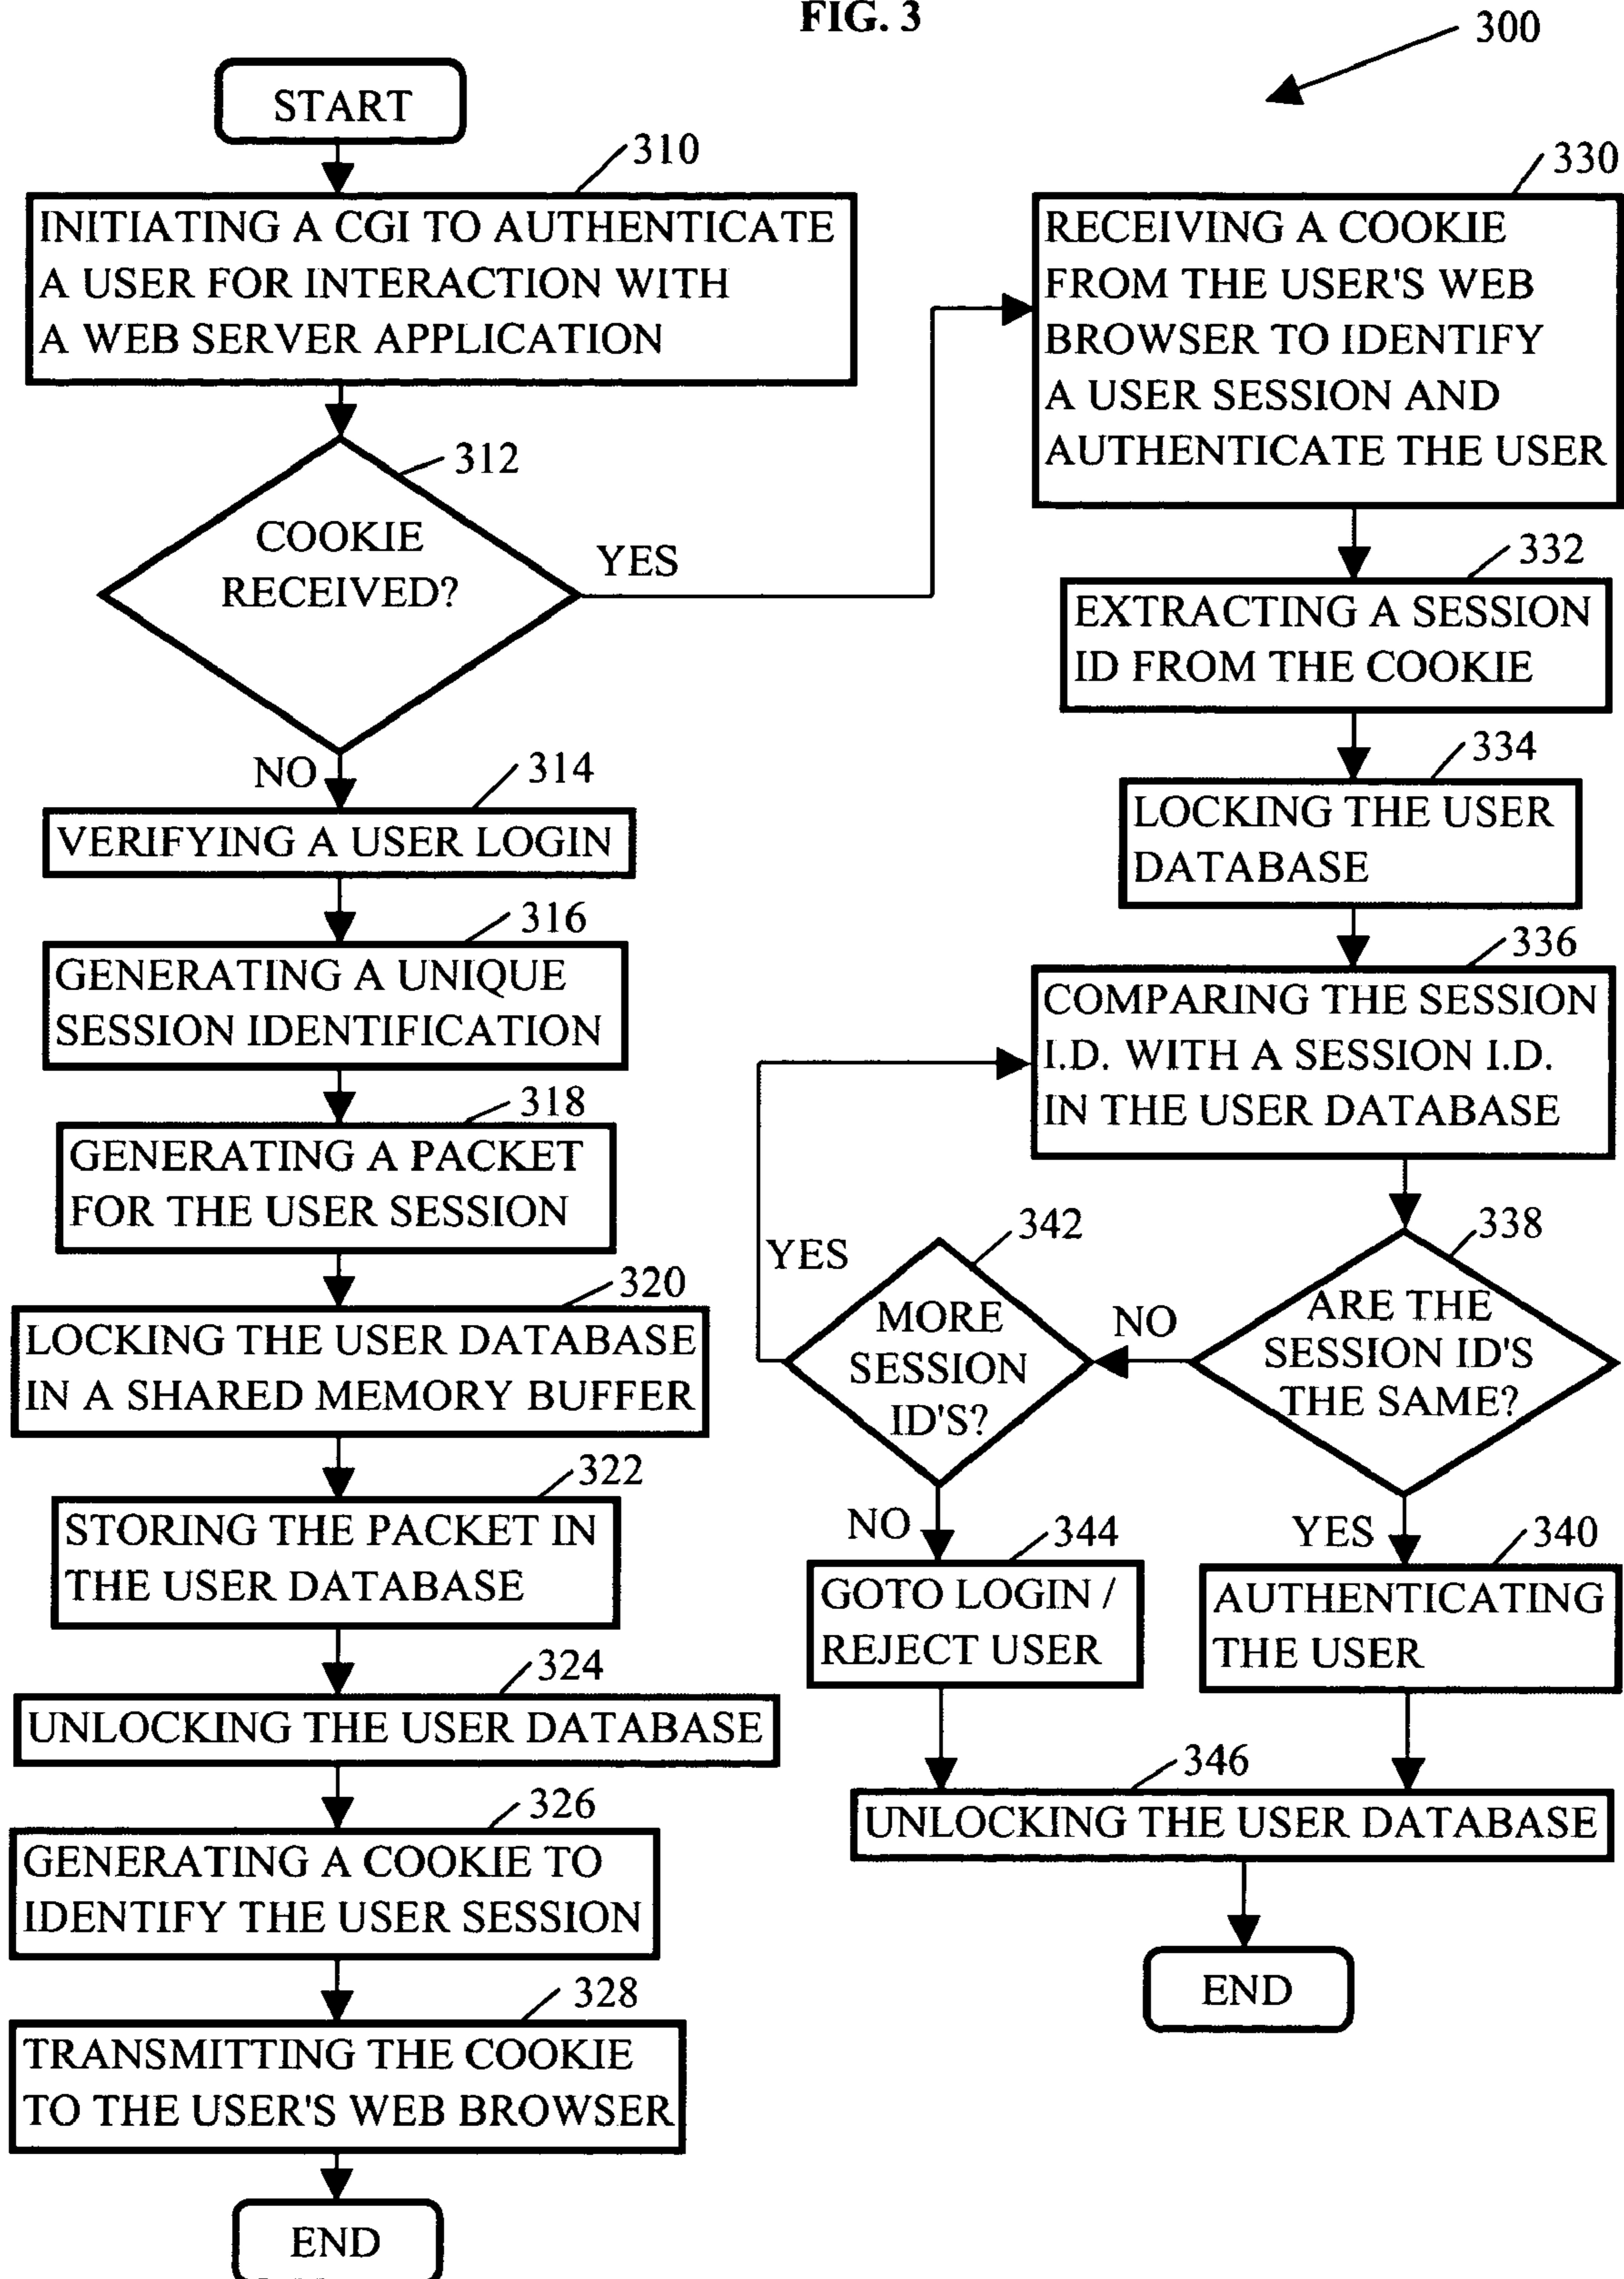 FIG. 3
300
START
310
INITIATING A CGI TO AUTHENTICATE
A USER FOR INTERACTION WITH
A WEB SERVER APPLICATION
312
COOKIE
RECEIVED?
YES
NO
314
VERIFYING A USER LOGIN
316
GENERATING A UNIQUE
SESSION IDENTIFICATION
318
GENERATING A PACKET
FOR THE USER SESSION
320
LOCKING THE USER DATABASE
IN A SHARED MEMORY BUFFER
322
STORING THE PACKET IN
THE USER DATABASE
324
UNLOCKING THE USER DATABASE
326
GENERATING A COOKIE TO
IDENTIFY THE USER SESSION
328
TRANSMITTING THE COOKIE
TO THE USER'S WEB BROWSER
END
330
RECEIVING A COOKIE
FROM THE USER'S WEB
BROWSER TO IDENTIFY
A USER SESSION AND
AUTHENTICATE THE USER
332
EXTRACTING A SESSION
ID FROM THE COOKIE
334
LOCKING THE USER
DATABASE
336
COMPARING THE SESSION
I.D. WITH A SESSION I.D.
IN THE USER DATABASE
338
ARE THE
SESSION ID'S
THE SAME?
NO
342
MORE
SESSION
ID'S?
YES
NO
344
GOTO LOGIN /
REJECT USER
YES
340
AUTHENTICATING
THE USER
346
UNLOCKING THE USER DATABASE
END